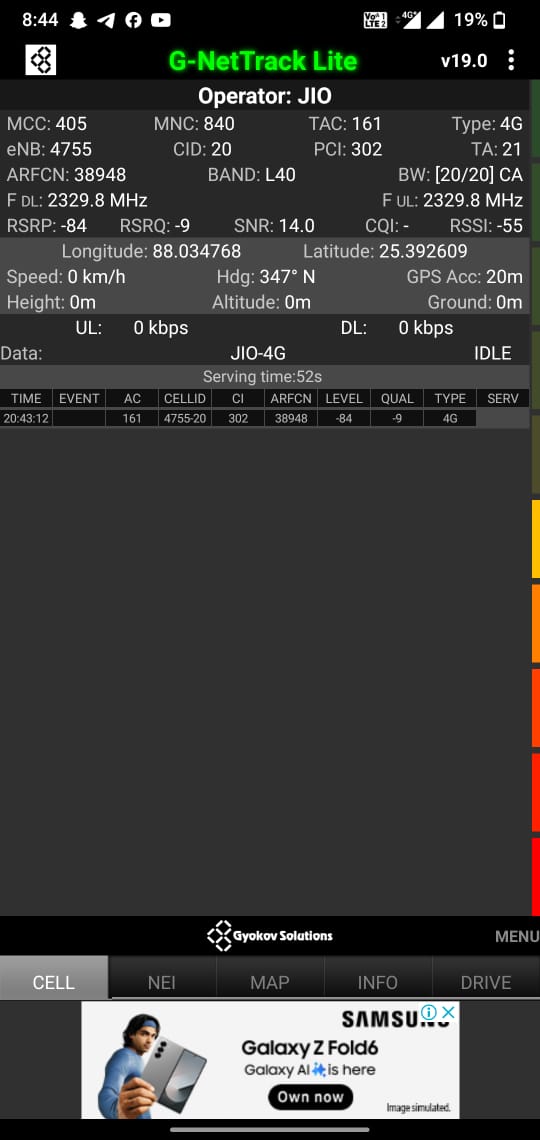 8:44 Vo 1 LTE 2 4G+ 19%
G-NetTrack Lite v19.0
Operator: JIO
MCC: 405 MNC: 840 TAC: 161 Type: 4G
eNB: 4755 CID: 20 PCI: 302 TA: 21
ARFCN: 38948 BAND: L40 BW: [20/20] CA
F DL: 2329.8 MHz F UL: 2329.8 MHz
RSRP: -84 RSRQ: -9 SNR: 14.0 CQI: - RSSI: -55
Longitude: 88.034768 Latitude: 25.392609
Speed: 0 km/h Hdg: 347° N GPS Acc: 20m
Height: 0m Altitude: 0m Ground: 0m
UL: 0 kbps DL: 0 kbps
Data: JIO-4G IDLE
Serving time:52s
TIME EVENT AC CELLID CI ARFCN LEVEL QUAL TYPE SERV
20:43:12 161 4755-20 302 38948 -84 -9 4G
Gyokov Solutions MENU
CELL NEI MAP INFO DRIVE
SAMSUNG
Galaxy Z Fold6
Galaxy AI is here
Own now
Image simulated.